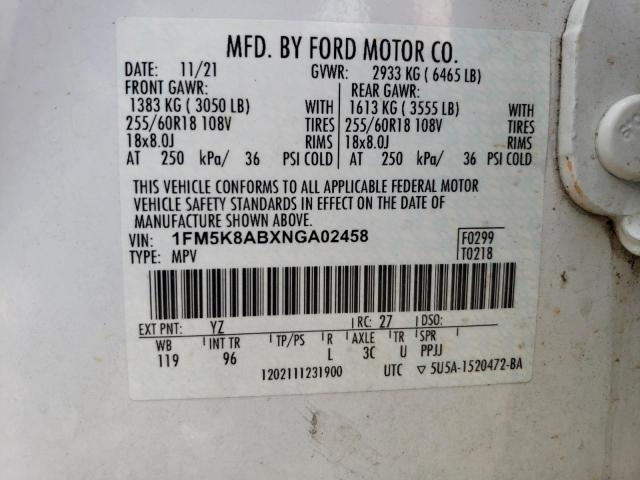 MFD. BY FORD MOTOR CO.
DATE: 11/21 GVWR: 2933 KG ( 6465 LB)
FRONT GAWR: REAR GAWR:
1383 KG ( 3050 LB) WITH 1613 KG ( 3555 LB) WITH
255/60R18 108V TIRES 255/60R18 108V TIRES
18x8.0J RIMS 18x8.0J RIMS
AT 250 kPa/ 36 PSI COLD AT 250 kPa/ 36 PSI COLD
THIS VEHICLE CONFORMS TO ALL APPLICABLE FEDERAL MOTOR
VEHICLE SAFETY STANDARDS IN EFFECT ON THE DATE OF
MANUFACTURE SHOWN ABOVE.
VIN: 1FM5K8ABXNGA02458 F0299
TYPE: MPV T0218
EXT PNT: YZ RC: 27 DSO:
WB INT TR TP/PS R AXLE TR SPR
119 96 L 3C U PPJJ
1202111231900 UTC ▽ 5U5A-1520472-BA